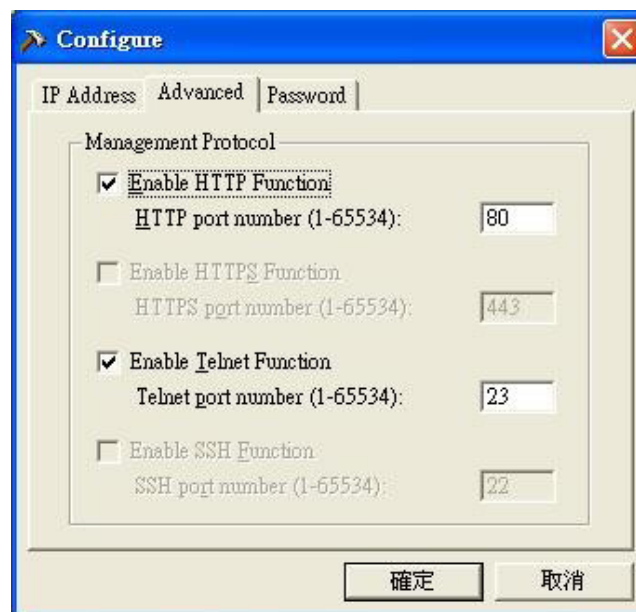 Configure
IP Address Advanced Password
Management Protocol
Enable HTTP Function
HTTP port number (1-65534): 80
Enable HTTPS Function
HTTPS port number (1-65534): 443
Enable Telnet Function
Telnet port number (1-65534): 23
Enable SSH Function
SSH port number (1-65534): 22
確定 取消